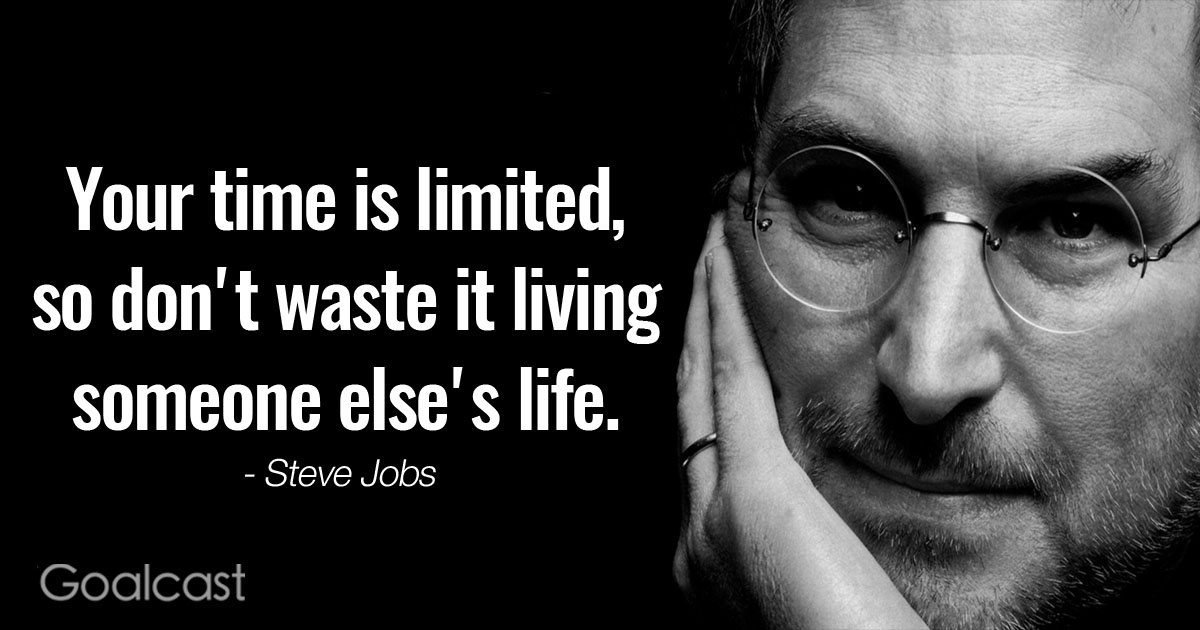 Your time is limited,
so don't waste it living
someone else's life.
- Steve Jobs
Goalcast